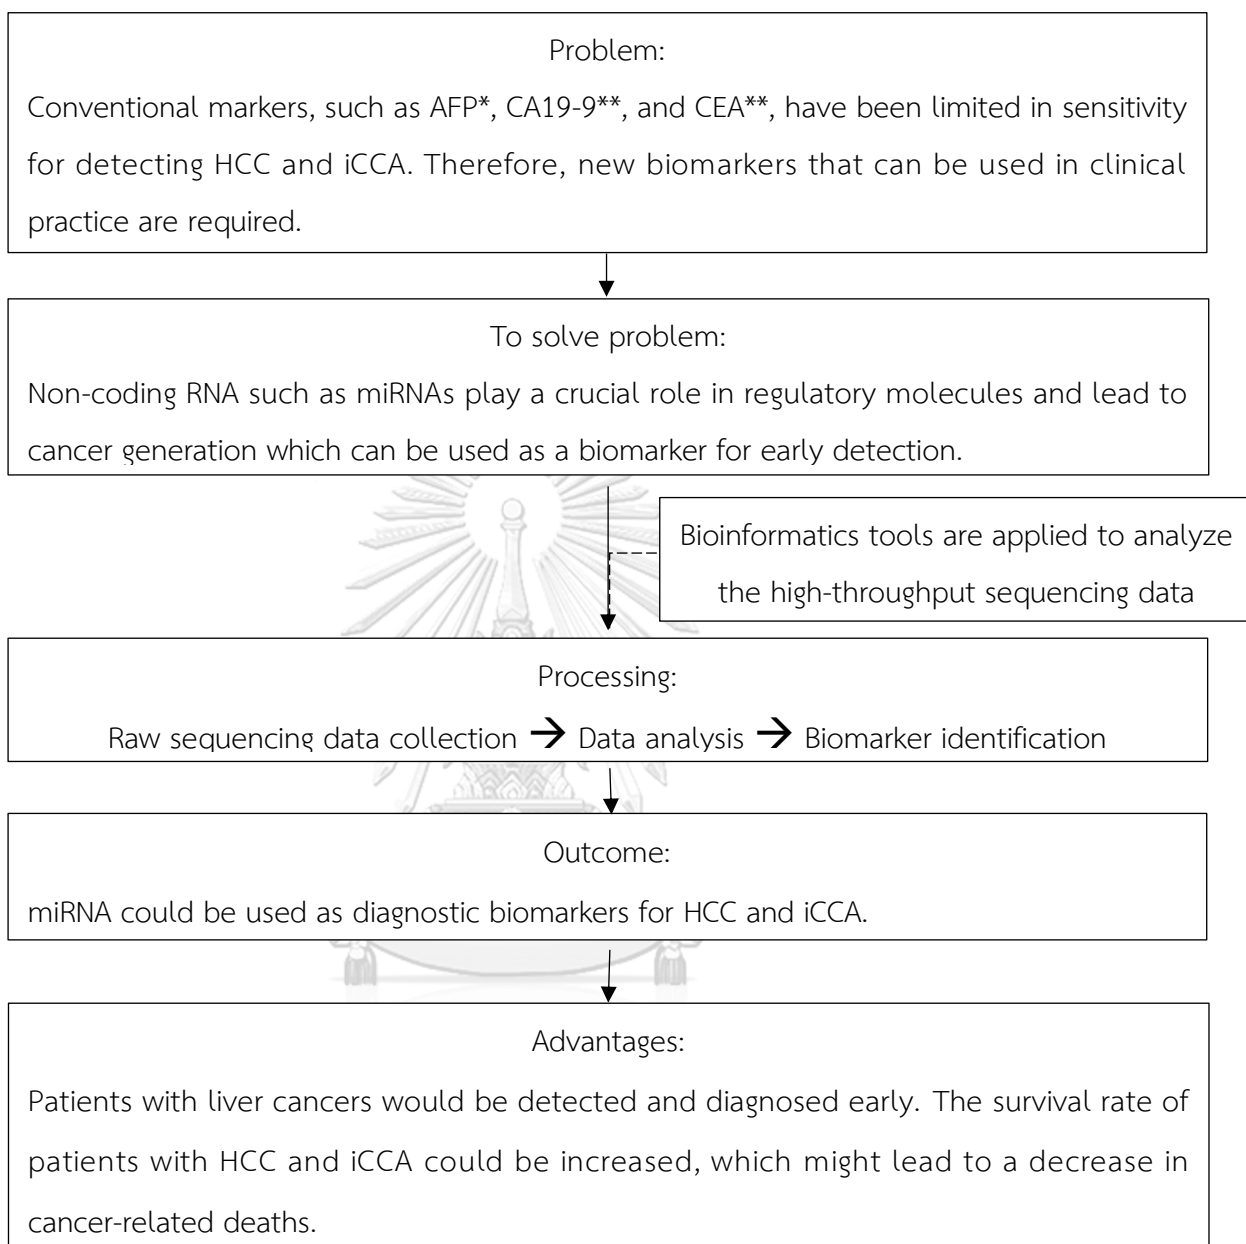 Problem:
Conventional markers, such as AFP*, CA19-9**, and CEA**, have been limited in sensitivity
for detecting HCC and iCCA. Therefore, new biomarkers that can be used in clinical
practice are required.
To solve problem:
Non-coding RNA such as miRNAs play a crucial role in regulatory molecules and lead to
cancer generation which can be used as a biomarker for early detection.
Bioinformatics tools are applied to analyze
the high-throughput sequencing data
Processing:
Raw sequencing data collection → Data analysis → Biomarker identification
Outcome:
miRNA could be used as diagnostic biomarkers for HCC and iCCA.
Advantages:
Patients with liver cancers would be detected and diagnosed early. The survival rate of
patients with HCC and iCCA could be increased, which might lead to a decrease in
cancer-related deaths.